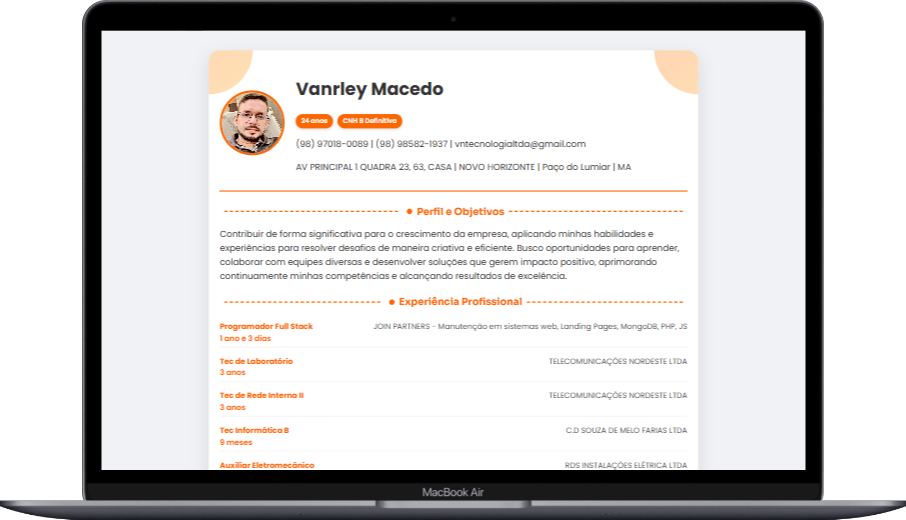 Vanrley Macedo
24 anos CNH B Definitiva
(98) 97018-0089 | (98) 98582-1937 | vntecnologialtda@gmail.com
AV PRINCIPAL 1 QUADRA 23, 63, CASA | NOVO HORIZONTE | Paço do Lumiar | MA
Perfil e Objetivos
Contribuir de forma significativa para o crescimento da empresa, aplicando minhas habilidades e
experiências para resolver desafios de maneira criativa e eficiente. Busco oportunidades para aprender,
colaborar com equipes diversas e desenvolver soluções que gerem impacto positivo, aprimorando
continuamente minhas competências e alcançando resultados de excelência.
Experiência Profissional
Programador Full Stack JOIN PARTNERS - Manutenção em sistemas web, Landing Pages, MongoDB, PHP, JS
1 ano e 3 dias
Tec de Laboratório TELECOMUNICAÇÕES NORDESTE LTDA
3 anos
Tec de Rede Interna II TELECOMUNICAÇÕES NORDESTE LTDA
3 anos
Tec Informática B C.D SOUZA DE MELO FARIAS LTDA
9 meses
Auxiliar Eletromecânico RDS INSTALAÇÕES ELÉTRICA LTDA
MacBook Air